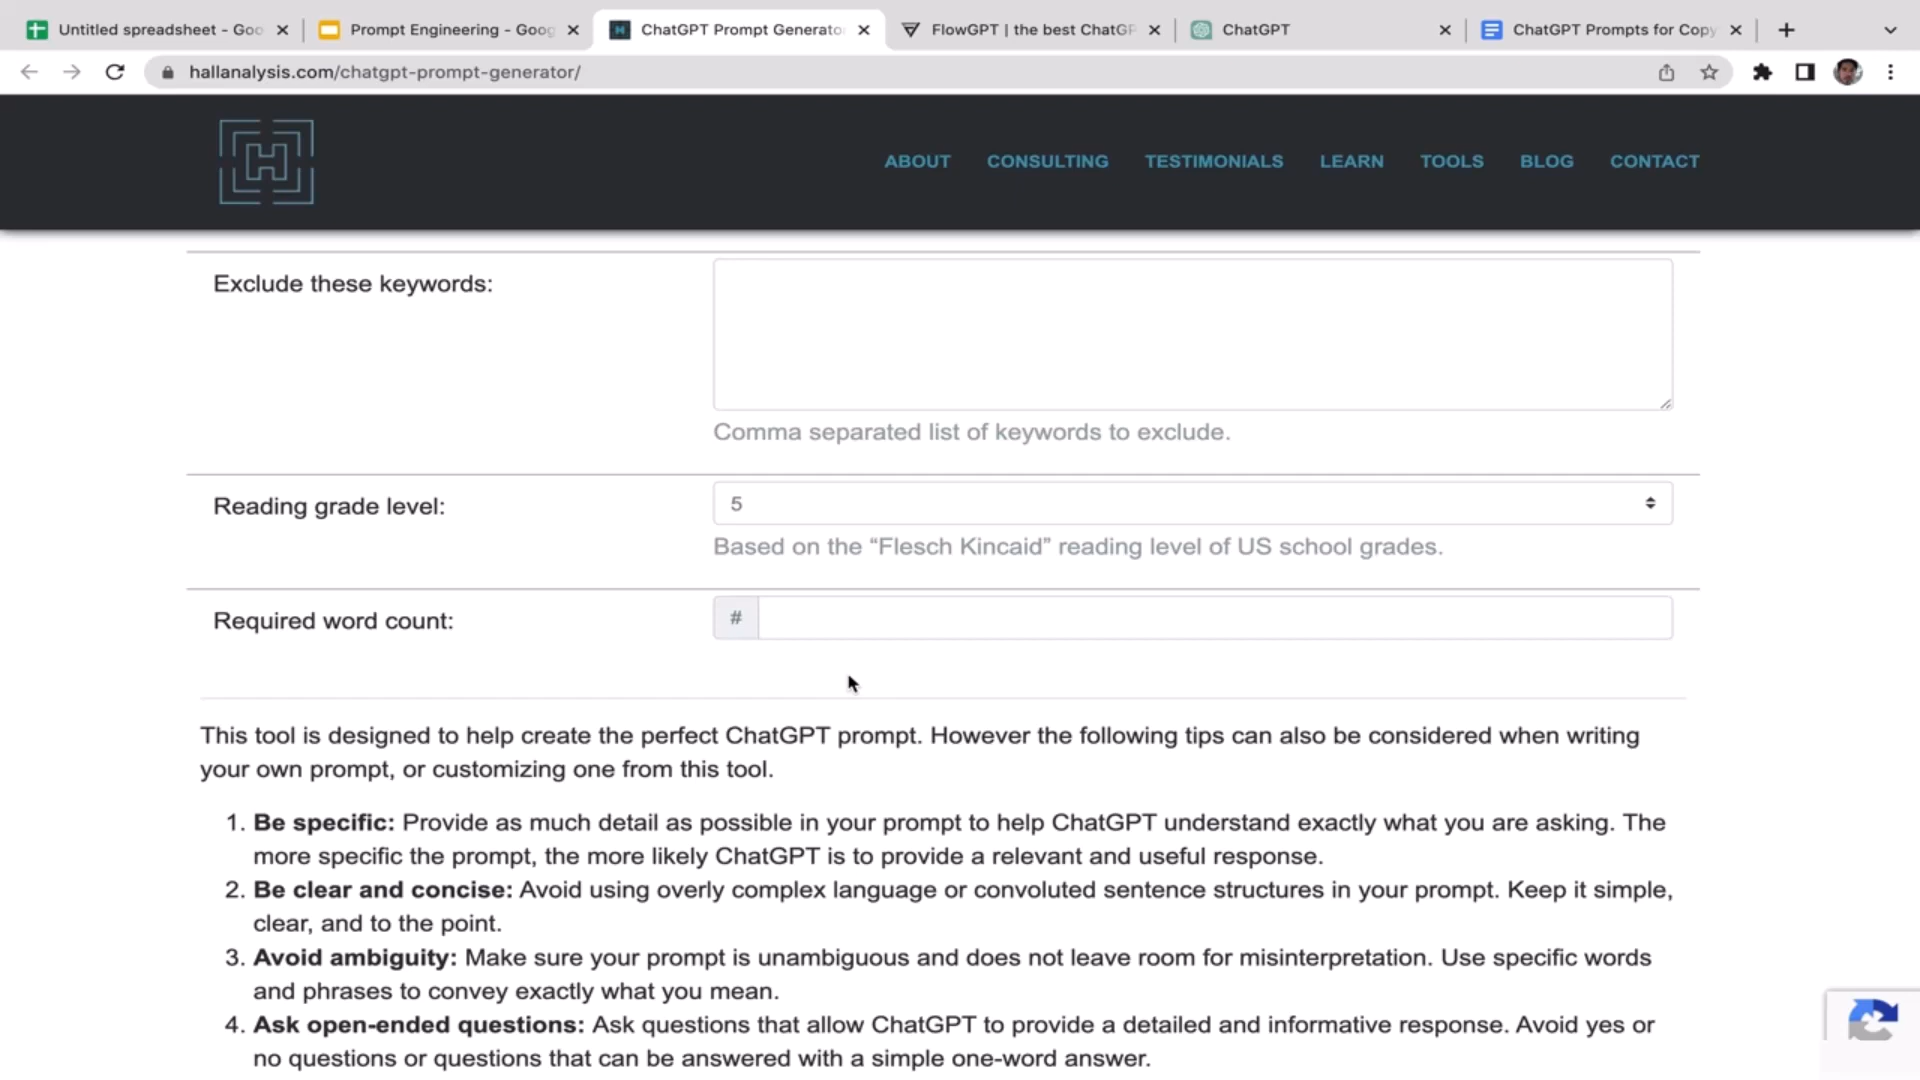 Untitled spreadsheet - Goo
Prompt Engineering - Goog
ChatGPT Prompt Generato
FlowGPT | the best ChatGP
ChatGPT
ChatGPT Prompts for Copy
hallanalysis.com/chatgpt-prompt-generator/
H
ABOUT CONSULTING TESTIMONIALS LEARN TOOLS BLOG CONTACT
Exclude these keywords:
Comma separated list of keywords to exclude.
Reading grade level:
5
Based on the “Flesch Kincaid” reading level of US school grades.
Required word count:
#
This tool is designed to help create the perfect ChatGPT prompt. However the following tips can also be considered when writing
your own prompt, or customizing one from this tool.
1. Be specific: Provide as much detail as possible in your prompt to help ChatGPT understand exactly what you are asking. The
more specific the prompt, the more likely ChatGPT is to provide a relevant and useful response.
2. Be clear and concise: Avoid using overly complex language or convoluted sentence structures in your prompt. Keep it simple,
clear, and to the point.
3. Avoid ambiguity: Make sure your prompt is unambiguous and does not leave room for misinterpretation. Use specific words
and phrases to convey exactly what you mean.
4. Ask open-ended questions: Ask questions that allow ChatGPT to provide a detailed and informative response. Avoid yes or
no questions or questions that can be answered with a simple one-word answer.